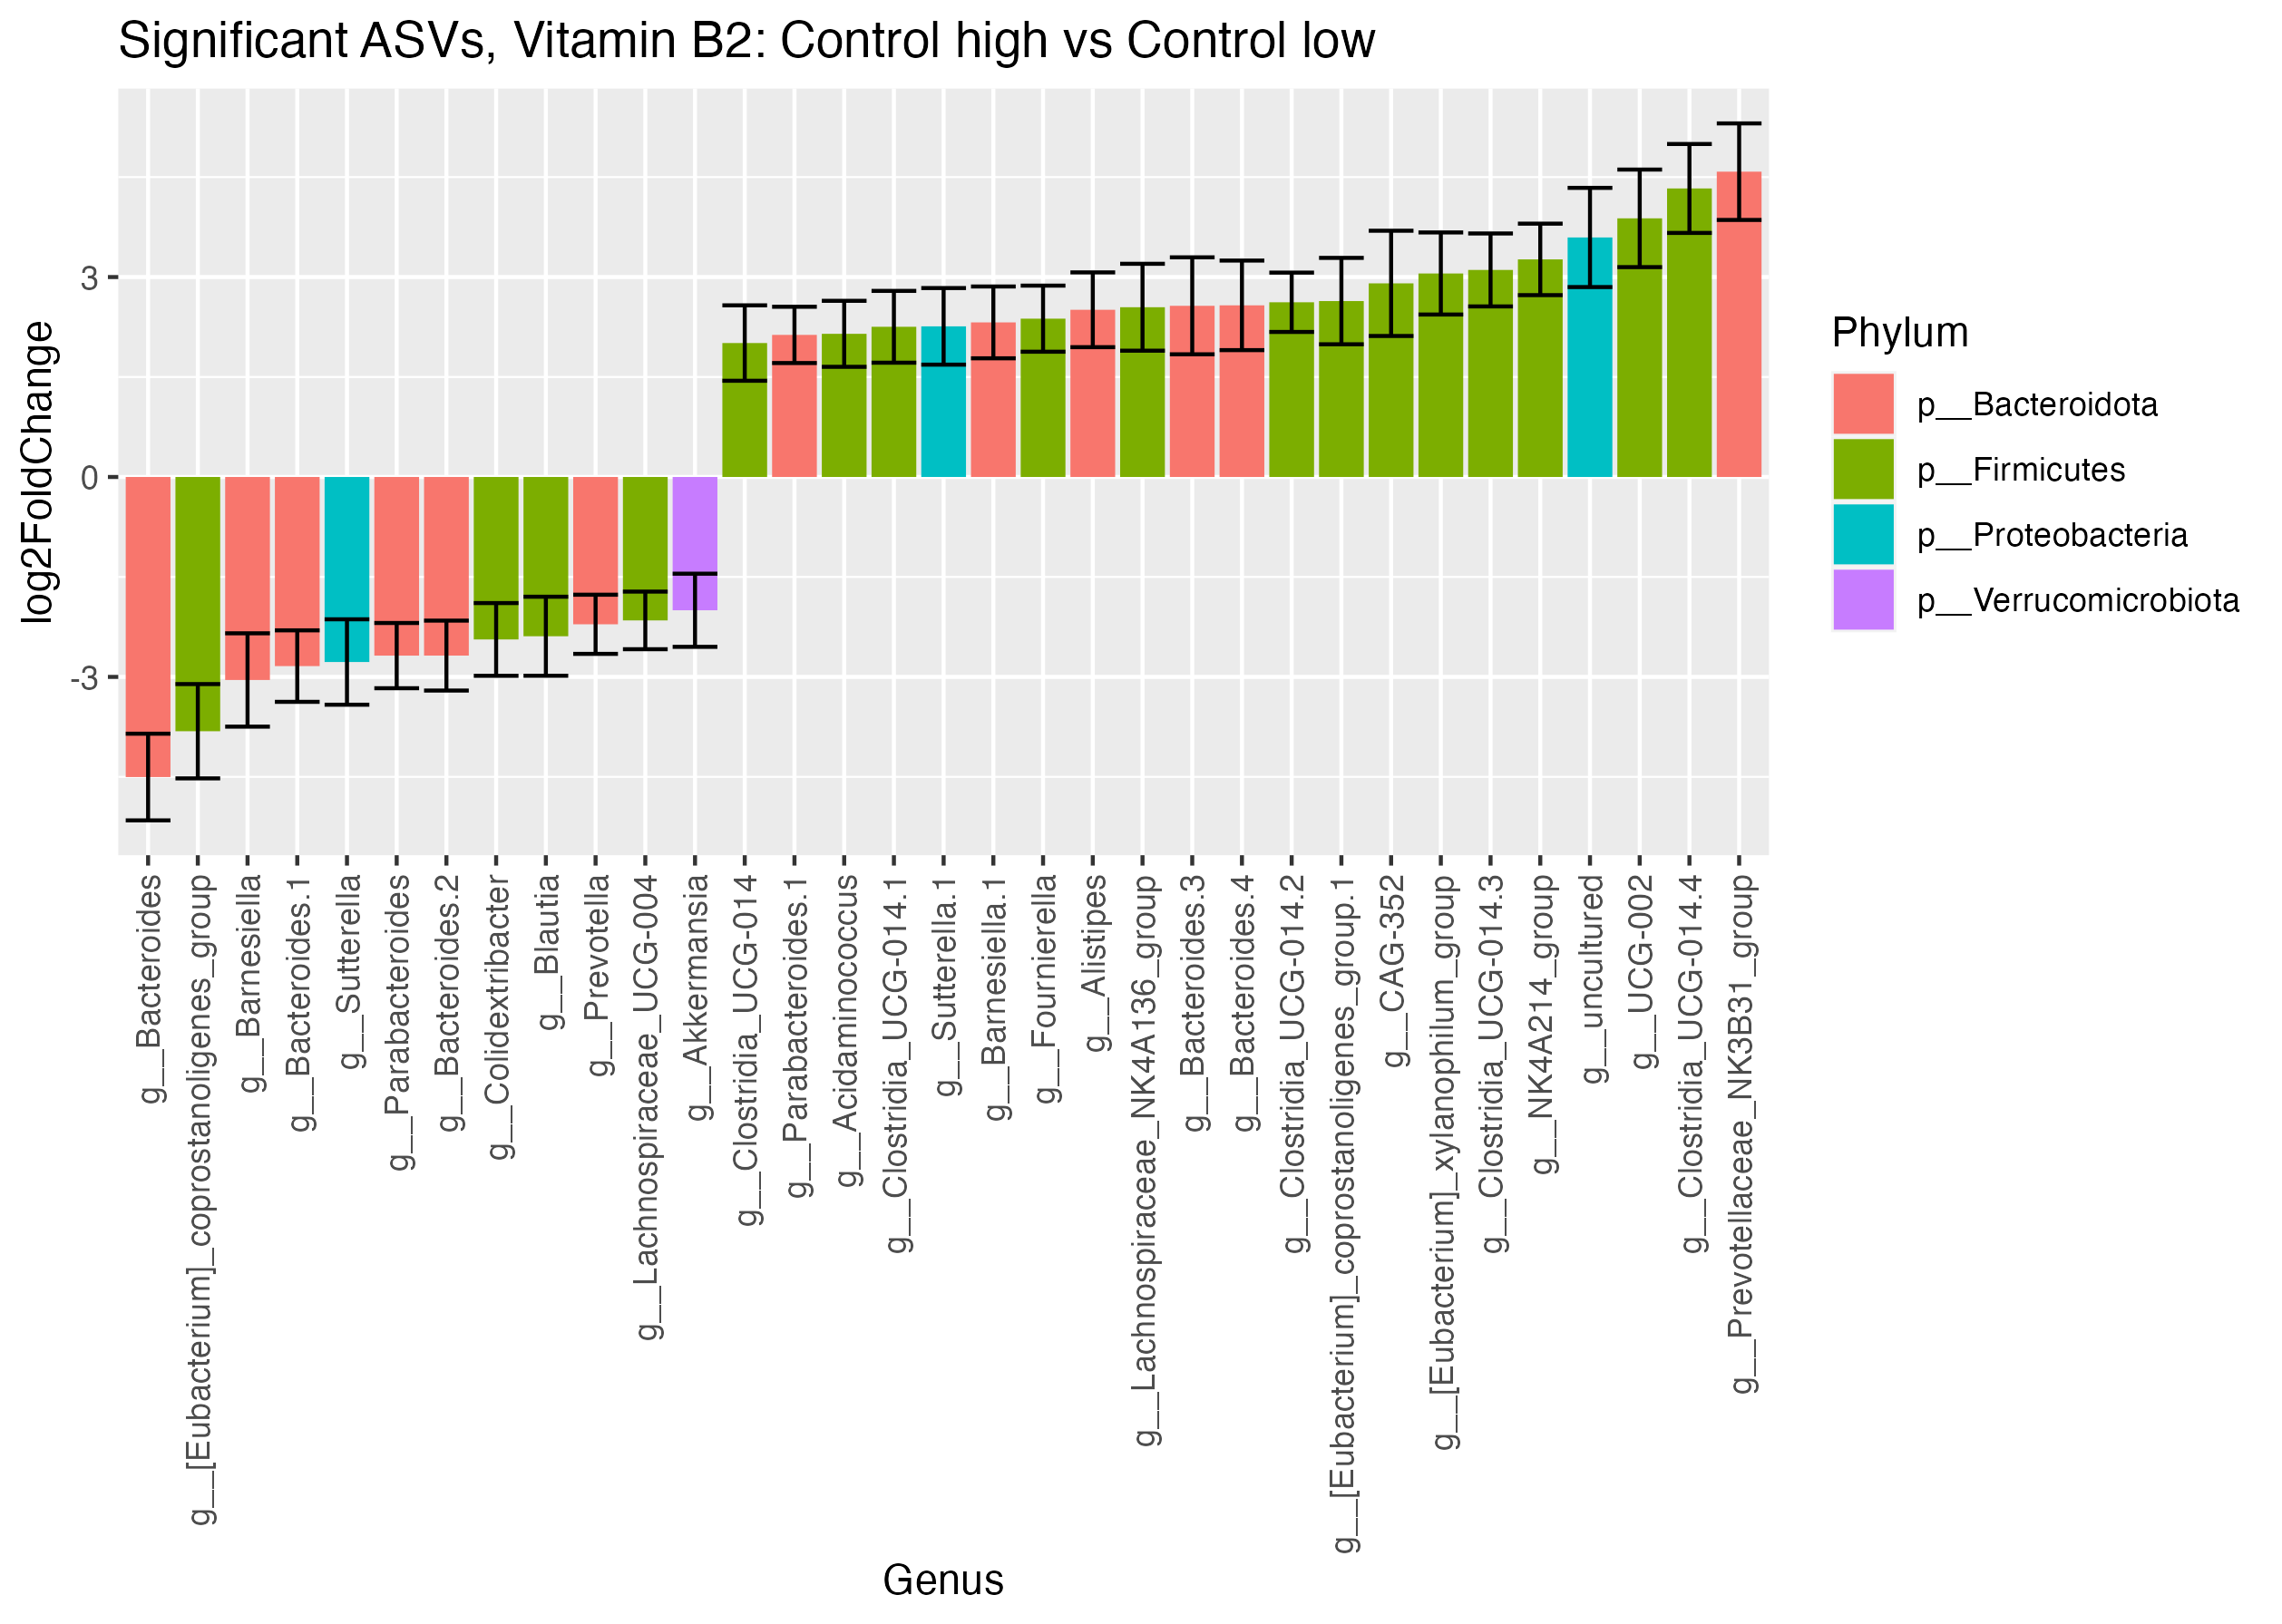 Significant ASVs, Vitamin B2: Control high vs Control low
log2FoldChange
3
0
-3
g__Bacteroides
g__[Eubacterium]_coprostanoligenes_group
g__Barnesiella
g__Bacteroides.1
g__Sutterella
g__Parabacteroides
g__Bacteroides.2
g__Colidextribacter
g__Blautia
g__Prevotella
g__Lachnospiraceae_UCG-004
g__Akkermansia
g__Clostridia_UCG-014
g__Parabacteroides.1
g__Acidaminococcus
g__Clostridia_UCG-014.1
g__Sutterella.1
g__Barnesiella.1
g__Fournierella
g__Alistipes
g__Lachnospiraceae_NK4A136_group
g__Bacteroides.3
g__Bacteroides.4
g__Clostridia_UCG-014.2
g__[Eubacterium]_coprostanoligenes_group.1
g__CAG-352
g__[Eubacterium]_xylanophilum_group
g__Clostridia_UCG-014.3
g__NK4A214_group
g__uncultured
g__UCG-002
g__Clostridia_UCG-014.4
g__Prevotellaceae_NK3B31_group
Genus
Phylum
p__Bacteroidota
p__Firmicutes
p__Proteobacteria
p__Verrucomicrobiota